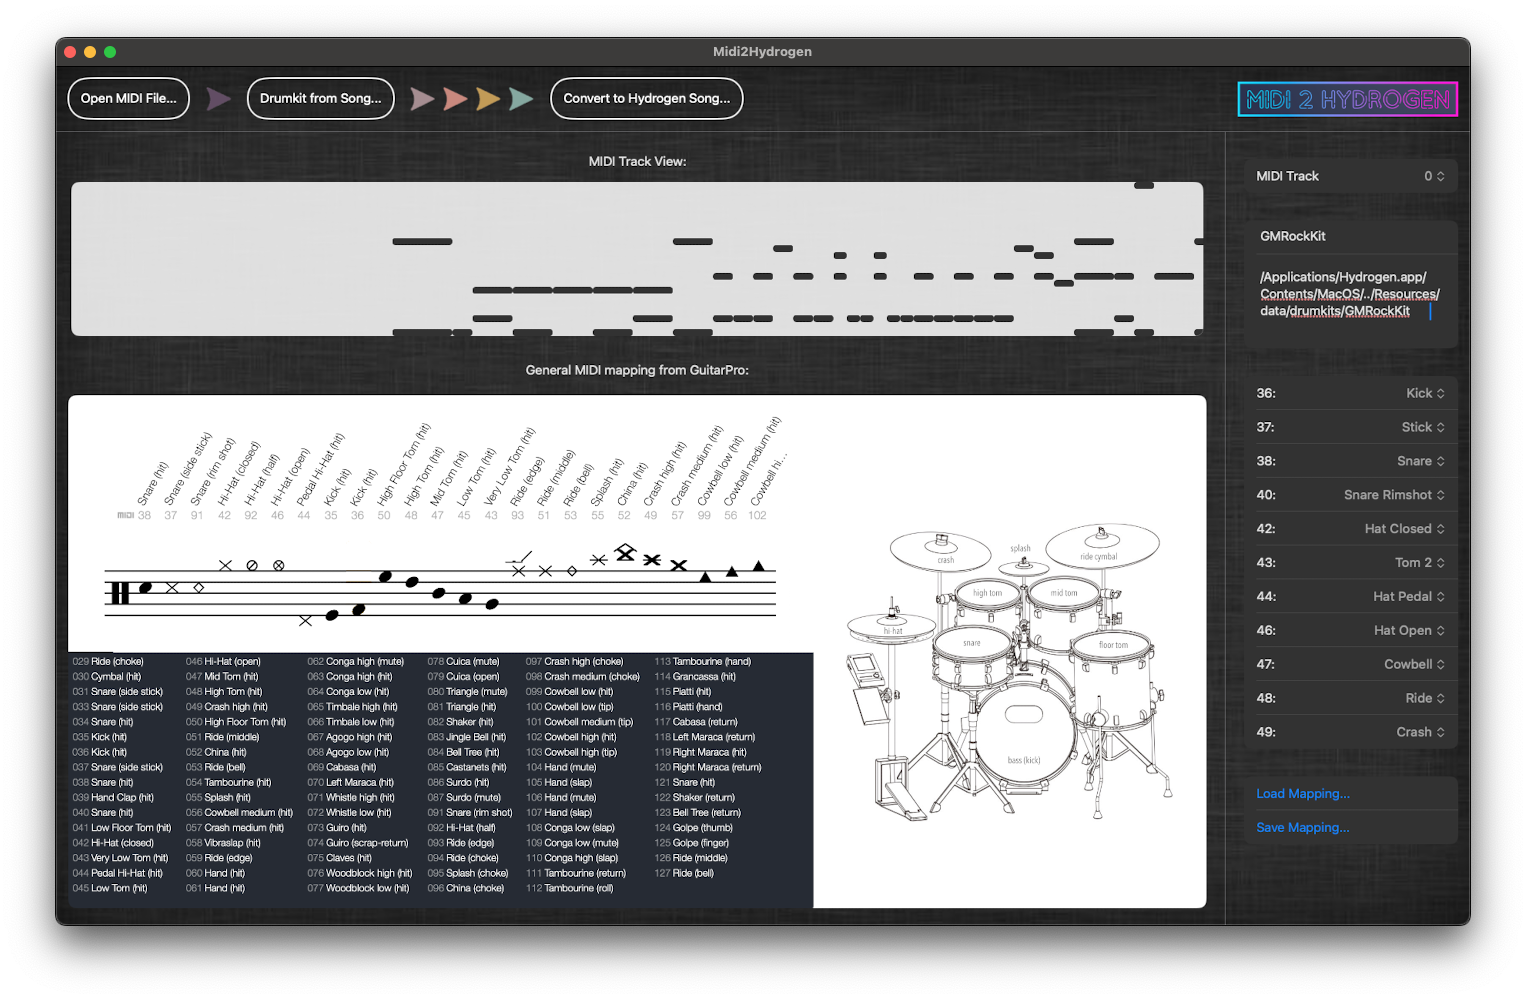 Midi2Hydrogen
Open MIDI File...
Drumkit from Song...
Convert to Hydrogen Song...
MIDI 2 HYDROGEN
MIDI Track View:
MIDI Track 0
GMRockKit
/Applications/Hydrogen.app/
Contents/MacOS/../Resources/
data/drumkits/GMRockKit
General MIDI mapping from GuitarPro:
Snare (hit)
Snare (side stick)
Snare (rim shot)
Hi-Hat (closed)
Hi-Hat (half)
Hi-Hat (open)
Pedal Hi-Hat (hit)
Kick (hit)
Kick (hit)
High Floor Tom (hit)
High Tom (hit)
Mid Tom (hit)
Low Tom (hit)
Very Low Tom (hit)
Ride (edge)
Ride (middle)
Ride (bell)
Splash (hit)
China (hit)
Crash high (hit)
Crash medium (hit)
Cowbell low (hit)
Cowbell medium (hit)
Cowbell hi...
MIDI 38 37 91 42 92 46 44 35 36 50 48 47 45 43 93 51 53 55 52 49 57 99 56 102
crash
splash
ride cymbal
high tom
mid tom
hi-hat
snare
floor tom
bass (kick)
029 Ride (choke)
030 Cymbal (hit)
031 Snare (side stick)
033 Snare (side stick)
034 Snare (hit)
035 Kick (hit)
036 Kick (hit)
037 Snare (side stick)
038 Snare (hit)
039 Hand Clap (hit)
040 Snare (hit)
041 Low Floor Tom (hit)
042 Hi-Hat (closed)
043 Very Low Tom (hit)
044 Pedal Hi-Hat (hit)
045 Low Tom (hit)
046 Hi-Hat (open)
047 Mid Tom (hit)
048 High Tom (hit)
049 Crash high (hit)
050 High Floor Tom (hit)
051 Ride (middle)
052 China (hit)
053 Ride (bell)
054 Tambourine (hit)
055 Splash (hit)
056 Cowbell medium (hit)
057 Crash medium (hit)
058 Vibraslap (hit)
059 Ride (edge)
060 Hand (hit)
061 Hand (hit)
062 Conga high (mute)
063 Conga high (hit)
064 Conga low (hit)
065 Timbale high (hit)
066 Timbale low (hit)
067 Agogo high (hit)
068 Agogo low (hit)
069 Cabasa (hit)
070 Left Maraca (hit)
071 Whistle high (hit)
072 Whistle low (hit)
073 Guiro (hit)
074 Guiro (scrap-return)
075 Claves (hit)
076 Woodblock high (hit)
077 Woodblock low (hit)
078 Cuica (mute)
079 Cuica (open)
080 Triangle (mute)
081 Triangle (hit)
082 Shaker (hit)
083 Jingle Bell (hit)
084 Bell Tree (hit)
085 Castanets (hit)
086 Surdo (hit)
087 Surdo (mute)
091 Snare (rim shot)
092 Hi-Hat (half)
093 Ride (edge)
094 Ride (choke)
095 Splash (choke)
096 China (choke)
097 Crash high (choke)
098 Crash medium (choke)
099 Cowbell low (hit)
100 Cowbell low (tip)
101 Cowbell medium (tip)
102 Cowbell high (hit)
103 Cowbell high (tip)
104 Hand (mute)
105 Hand (slap)
106 Hand (mute)
107 Hand (slap)
108 Conga low (slap)
109 Conga low (mute)
110 Conga high (slap)
111 Tambourine (return)
112 Tambourine (roll)
113 Tambourine (hand)
114 Grancassa (hit)
115 Piatti (hit)
116 Piatti (hand)
117 Cabasa (return)
118 Left Maraca (return)
119 Right Maraca (hit)
120 Right Maraca (return)
121 Snare (hit)
122 Shaker (return)
123 Bell Tree (return)
124 Golpe (thumb)
125 Golpe (finger)
126 Ride (middle)
127 Ride (bell)
36: Kick
37: Stick
38: Snare
40: Snare Rimshot
42: Hat Closed
43: Tom 2
44: Hat Pedal
46: Hat Open
47: Cowbell
48: Ride
49: Crash
Load Mapping...
Save Mapping...